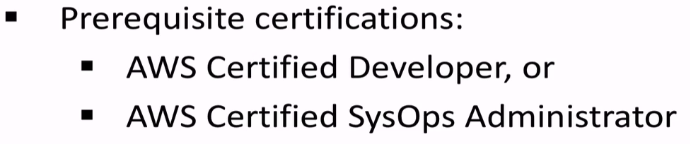 ▪ Prerequisite certifications:
▪ AWS Certified Developer, or
▪ AWS Certified SysOps Administrator